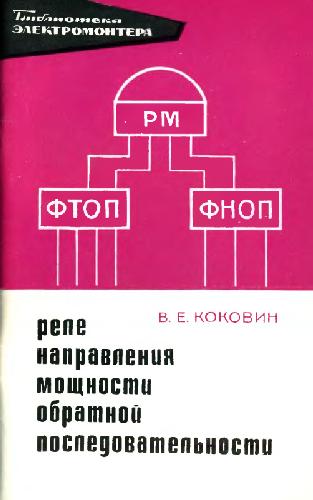 Библиотека
ЭЛЕКТРОМОНТЕРА
РМ
ФТОП
ФНОП
В. Е. КОКОВИН
реле
направления
мощности
обратной
последовательности